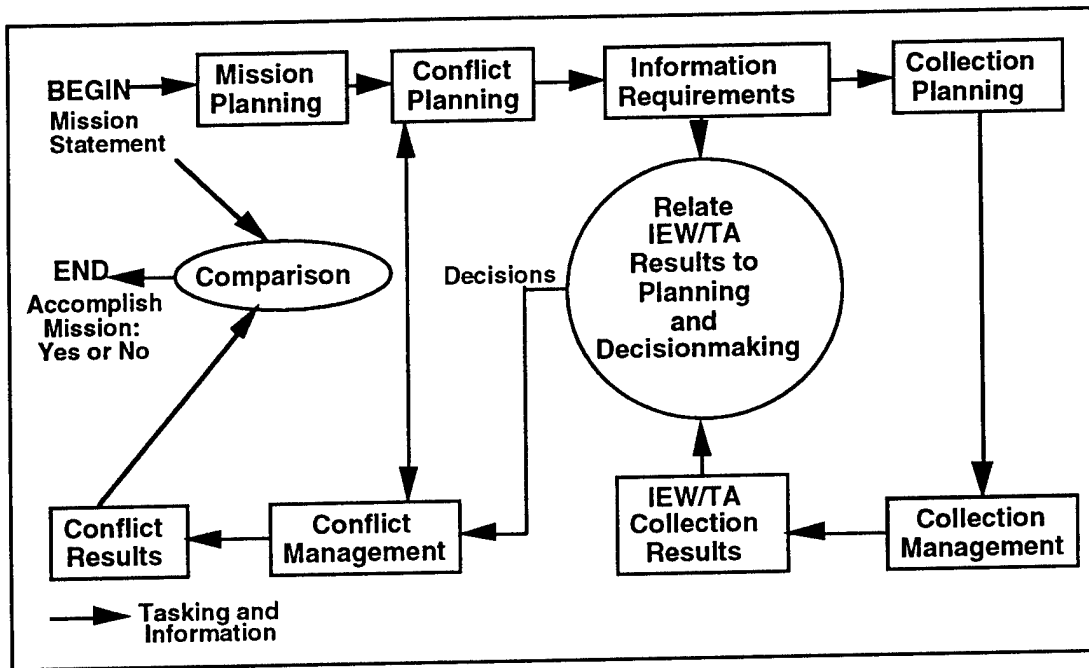 BEGIN
Mission
Statement
Mission
Planning
Conflict
Planning
Information
Requirements
Collection
Planning
Relate
IEW/TA
Results to
Planning
and
Decisionmaking
Comparison
Decisions
END
Accomplish
Mission:
Yes or No
Conflict
Results
Conflict
Management
IEW/TA
Collection
Results
Collection
Management
Tasking and
Information